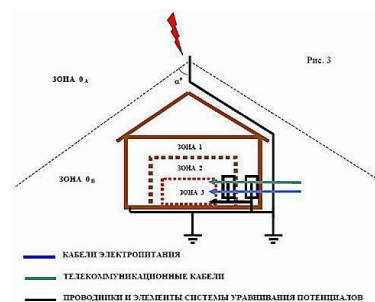 Рис. 3
ЗОНА 0А
α°
ЗОНА 1
ЗОНА 2
ЗОНА 0В
ЗОНА 3
КАБЕЛИ ЭЛЕКТРОПИТАНИЯ
ТЕЛЕКОММУНИКАЦИОННЫЕ КАБЕЛИ
ПРОВОДНИКИ И ЭЛЕМЕНТЫ СИСТЕМЫ УРАВНИВАНИЯ ПОТЕНЦИАЛОВ